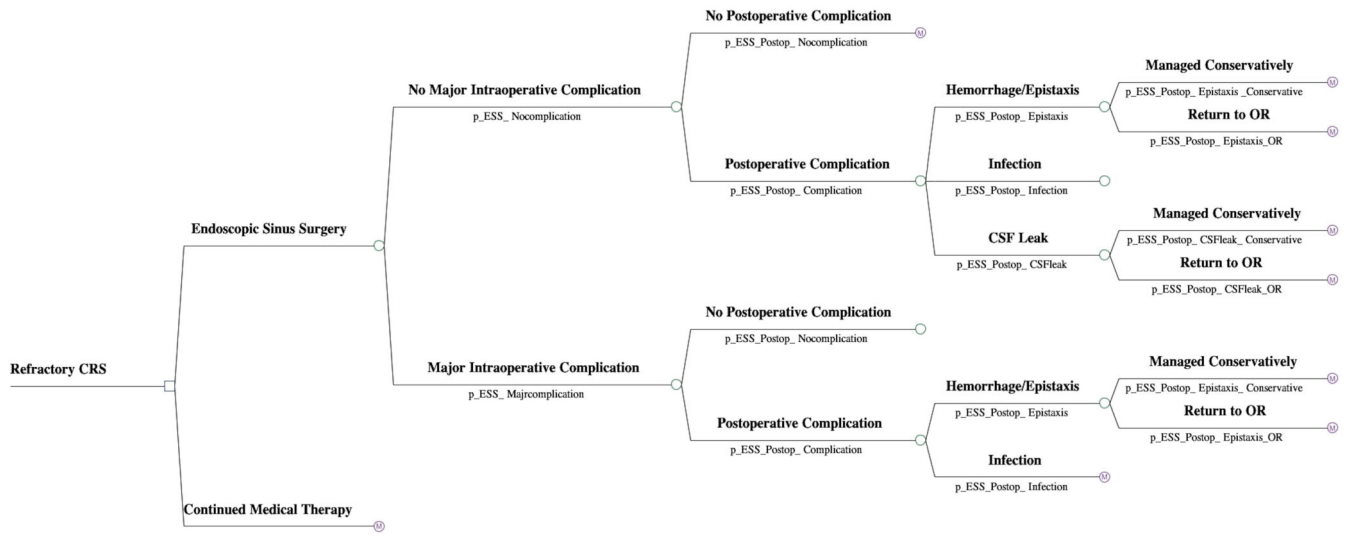 No Postoperative Complication
p_ESS_Postop_ Nocomplication
M
No Major Intraoperative Complication
p_ESS_ Nocomplication
Hemorrhage/Epistaxis
p_ESS_Postop_ Epistaxis
Managed Conservatively
p_ESS_Postop_ Epistaxis _Conservative
M
Return to OR
p_ESS_Postop_ Epistaxis_OR
M
Postoperative Complication
p_ESS_Postop_ Complication
Infection
p_ESS_Postop_ Infection
CSF Leak
p_ESS_Postop_ CSFleak
Managed Conservatively
p_ESS_Postop_ CSFleak_ Conservative
M
Return to OR
p_ESS_Postop_ CSFleak_OR
M
Endoscopic Sinus Surgery
No Postoperative Complication
p_ESS_Postop_ Nocomplication
Refractory CRS
Major Intraoperative Complication
p_ESS_ Majrcomplication
Hemorrhage/Epistaxis
p_ESS_Postop_ Epistaxis
Managed Conservatively
p_ESS_Postop_ Epistaxis_ Conservative
M
Return to OR
p_ESS_Postop_ Epistaxis_OR
M
Postoperative Complication
p_ESS_Postop_ Complication
Infection
p_ESS_Postop_ Infection
M
Continued Medical Therapy
M